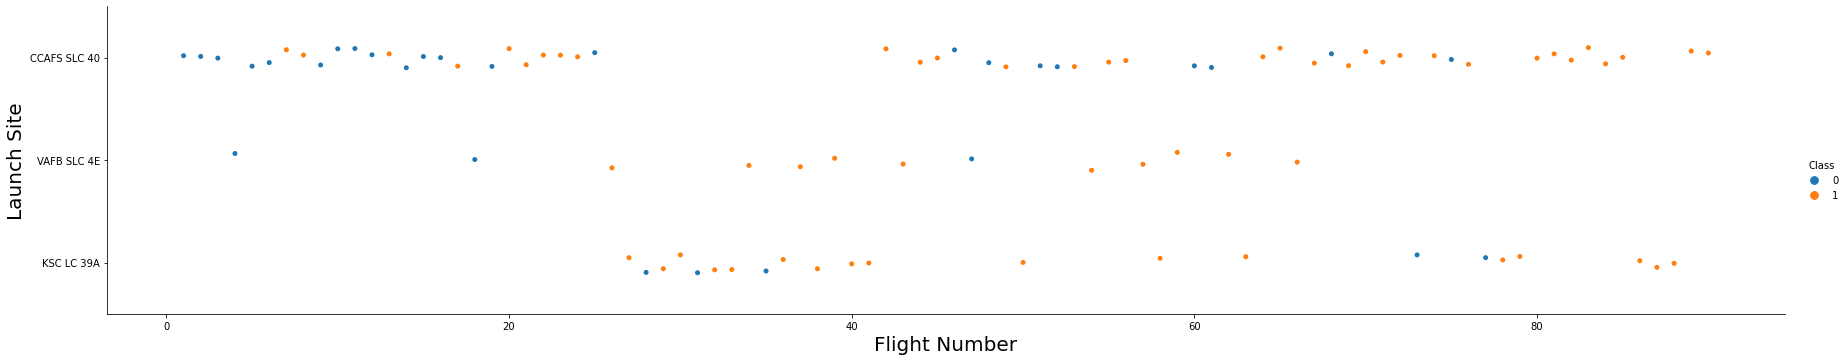 CCAFS SLC 40
VAFB SLC 4E
KSC LC 39A
Launch Site
0
20
40
60
80
Flight Number
Class
0
1